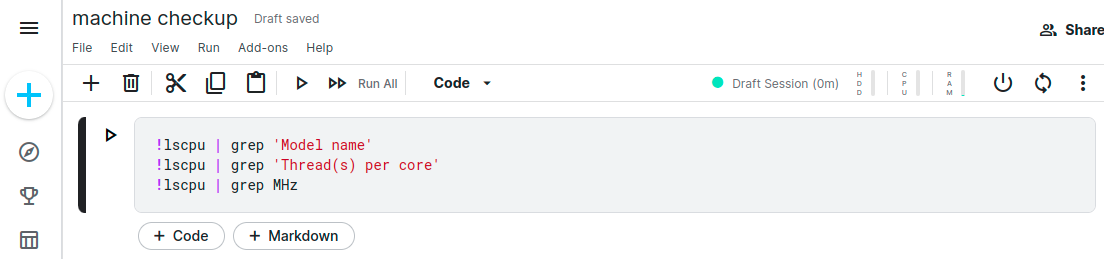 machine checkup Draft saved
Share
File Edit View Run Add-ons Help
Run All Code Draft Session (0m) HDD CPU RAM
!lscpu | grep 'Model name'
!lscpu | grep 'Thread(s) per core'
!lscpu | grep MHz
+ Code + Markdown